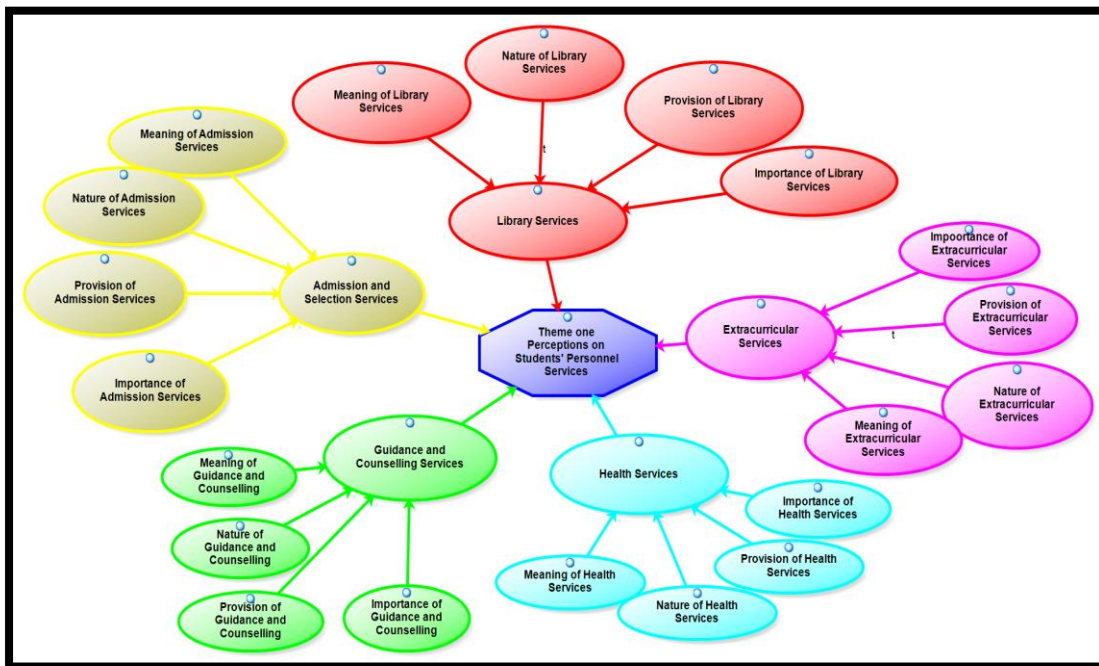 Nature of Library
Services
Meaning of Library
Services
Provision of Library
Services
t
Importance of Library
Services
Library Services
Meaning of Admission
Services
Nature of Admission
Services
Provision of
Admission Services
Importance of
Admission Services
Admission and
Selection Services
Theme one
Perceptions on
Students' Personnel
Services
Impoortance of
Extracurricular
Services
Provision of
Extracurricular
Services
t
Nature of
Extracurricular
Services
Meaning of
Extracurricular
Services
Extracurricular
Services
Guidance and
Counselling Services
Meaning of
Guidance and
Counselling
Nature of
Guidance and
Counselling
Provision of
Guidance and
Counselling
Importance of
Guidance and
Counselling
Health Services
Importance of
Health Services
Provision of Health
Services
Meaning of Health
Services
Nature of Health
Services